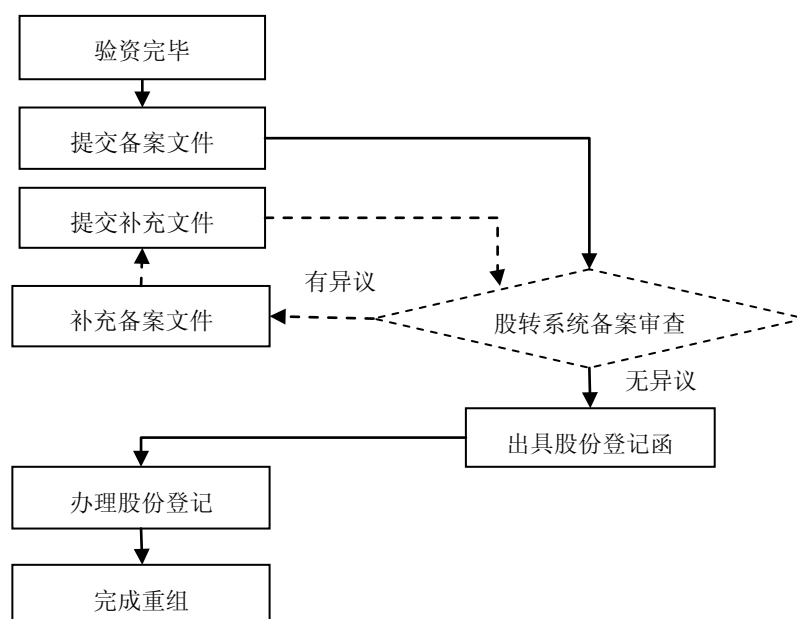 验资完毕
提交备案文件
提交补充文件
有异议
补充备案文件
股转系统备案审查
无异议
出具股份登记函
办理股份登记
完成重组